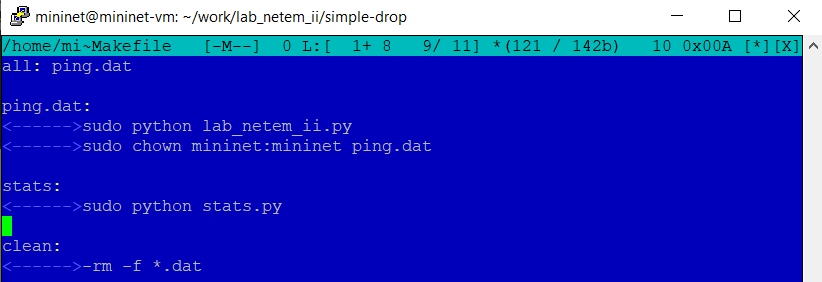 mininet@mininet-vm: ~/work/lab_netem_ii/simple-drop
/home/mi~Makefile   [-M--]  0 L:[  1+ 8   9/ 11] *(121 / 142b)   10 0x00A [*][X]
all: ping.dat

ping.dat:
<------>sudo python lab_netem_ii.py
<------>sudo chown mininet:mininet ping.dat

stats:
<------>sudo python stats.py

clean:
<------>-rm -f *.dat